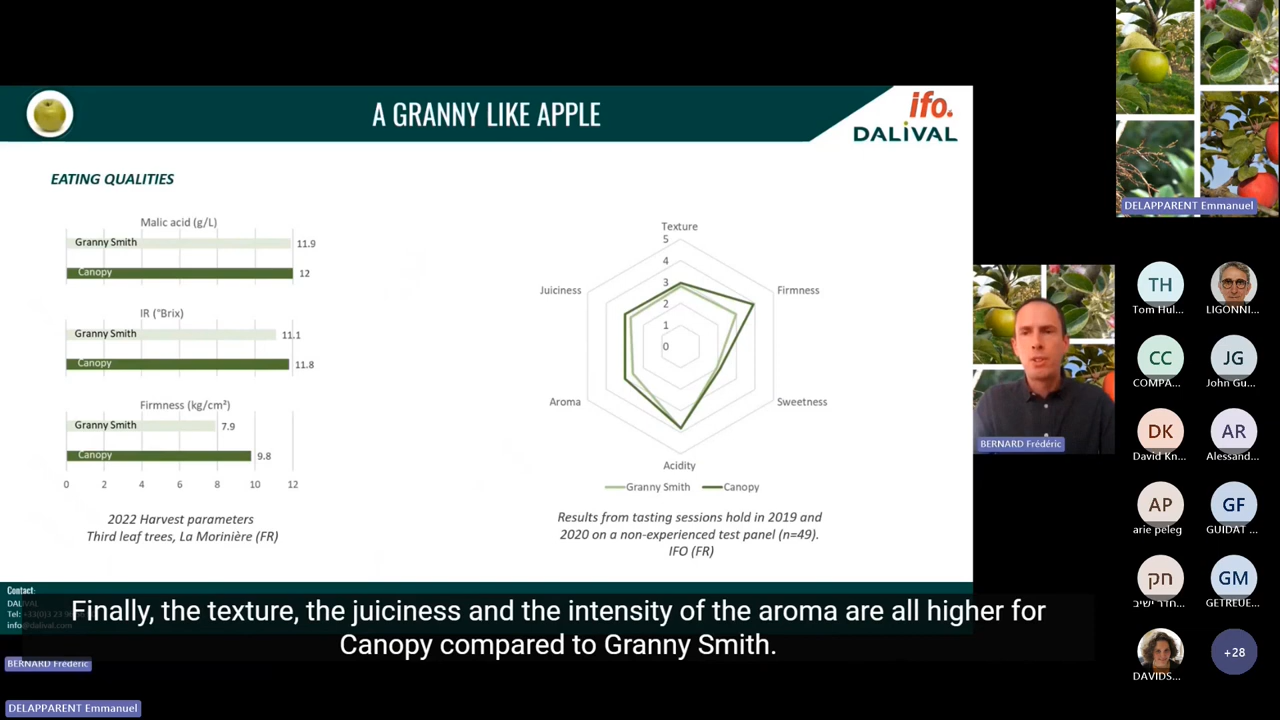 A GRANNY LIKE APPLE
ifo.
DALIVAL
EATING QUALITIES
Malic acid (g/L)
Granny Smith
11.9
Canopy
12
IR (°Brix)
Granny Smith
11.1
Canopy
11.8
Firmness (kg/cm²)
Granny Smith
7.9
Canopy
9.8
0 2 4 6 8 10 12
2022 Harvest parameters
Third leaf trees, La Morinière (FR)
Texture
5
4
3
2
1
0
Juiciness
Firmness
Aroma
Sweetness
Acidity
Granny Smith
Canopy
Results from tasting sessions hold in 2019 and
2020 on a non-experienced test panel (n=49).
IFO (FR)
Contact:
info@dalival.com
Finally, the texture, the juiciness and the intensity of the aroma are all higher for
Canopy compared to Granny Smith.
BERNARD Frédéric
DELAPPARENT Emmanuel
DELAPPARENT Emmanuel
BERNARD Frédéric
TH
Tom Hul...
LIGONNI...
CC
COMPA...
JG
John Gu...
DK
David Kn...
AR
Alessand...
AP
arie peleg
GF
GUIDAT ...
חק
GM
GETREUE...
DAVIDS...
+28